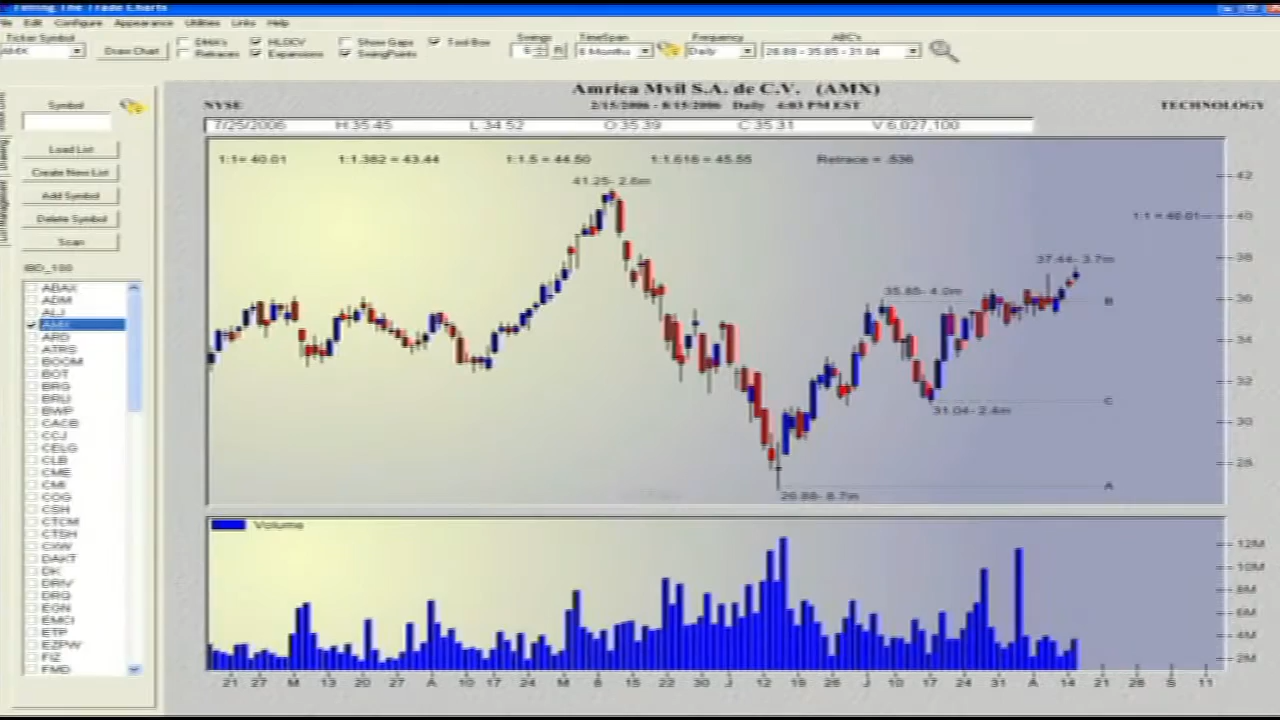 Timing The Trade Charts
Edit Configure Appearance Utilities Links Help
Ticker Symbol
AMX
Draw Chart
DMA's
Retraces
HLOCV
Expansions
Show Gaps
SwingPoints
Tool Box
Swings
5
R
TimeSpan
6 Months
Frequency
Daily
ABC's
26.88 - 35.85 - 31.04
Symbol
Load List
Create New List
Add Symbol
Delete Symbol
Scan
IBD_100
ABAX
ADM
ALJ
AMX
ARD
ATRS
BOOM
BOT
BRG
BRLI
BWP
CACB
CCJ
CELG
CLB
CME
CMI
COG
CSH
CTCM
CTSH
CXW
DAKT
DK
DRIV
DRQ
EGN
EMCI
ETP
EZPW
FIZ
FMD
Amrica Mvil S.A. de C.V. (AMX)
NYSE
2/15/2006 - 8/15/2006 Daily 4:03 PM EST
TECHNOLOGY
7/25/2006 H:35.45 L:34.52 O:35.39 C:35.31 V:6,027,100
1:1= 40.01 1:1.382 = 43.44 1:1.5 = 44.50 1:1.618 = 45.55 Retrace = .536
41.25- 2.8m
42
1:1 = 40.01
40
37.44- 3.7m
38
35.85- 4.0m
B
36
34
32
C
31.04- 2.4m
30
28
A
26.88- 8.7m
Volume
12M
10M
8M
6M
4M
2M
21 27 M 13 20 27 A 10 17 24 M 8 15 22 30 J 12 19 26 J 10 17 24 31 A 14 21 28 S 11